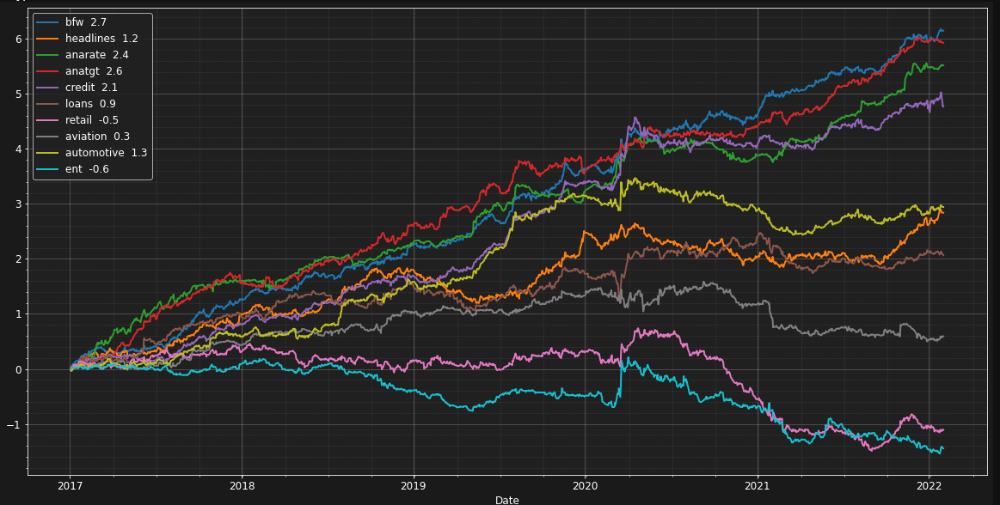 bfw 2.7
headlines 1.2
anarate 2.4
anatgt 2.6
credit 2.1
loans 0.9
retail -0.5
aviation 0.3
automotive 1.3
ent -0.6
6
5
4
3
2
1
0
−1
2017 2018 2019 2020 2021 2022
Date